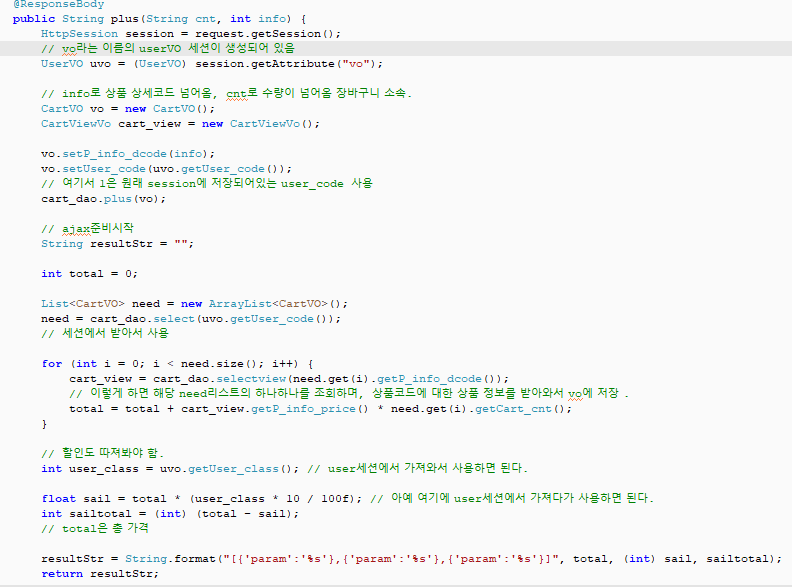 @ResponseBody
public String plus(String cnt, int info) {
HttpSession session = request.getSession();
// vo라는 이름의 userVO 세션이 생성되어 있음
UserVO uvo = (UserVO) session.getAttribute("vo");
// info로 상품 상세코드 넘어옴, cnt로 수량이 넘어옴 장바구니 소속.
CartVO vo = new CartVO();
CartViewVo cart_view = new CartViewVo();
vo.setP_info_dcode(info);
vo.setUser_code(uvo.getUser_code());
// 여기서 1은 원래 session에 저장되어있는 user_code 사용
cart_dao.plus(vo);
// ajax준비시작
String resultStr = "";
int total = 0;
List<CartVO> need = new ArrayList<CartVO>();
need = cart_dao.select(uvo.getUser_code());
// 세션에서 받아서 사용
for (int i = 0; i < need.size(); i++) {
cart_view = cart_dao.selectview(need.get(i).getP_info_dcode());
// 이렇게 하면 해당 need리스트의 하나하나를 조회하며, 상품코드에 대한 상품 정보를 받아와서 vo에 저장 .
total = total + cart_view.getP_info_price() * need.get(i).getCart_cnt();
}
// 할인도 따져봐야 함.
int user_class = uvo.getUser_class(); // user세션에서 가져와서 사용하면 된다.
float sail = total * (user_class * 10 / 100f); // 아예 여기에 user세션에서 가져다가 사용하면 된다.
int sailtotal = (int) (total - sail);
// total은 총 가격
resultStr = String.format("[{'param':'%s'},{'param':'%s'},{'param':'%s'}]", total, (int) sail, sailtotal);
return resultStr;